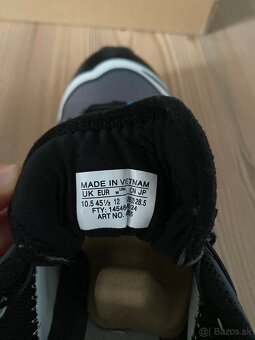 MADE IN VIETNAM
UK EUR CN JP
10.5 45 ⅓ 12 28.5
FTY:
ART NO.
Bazos.sk